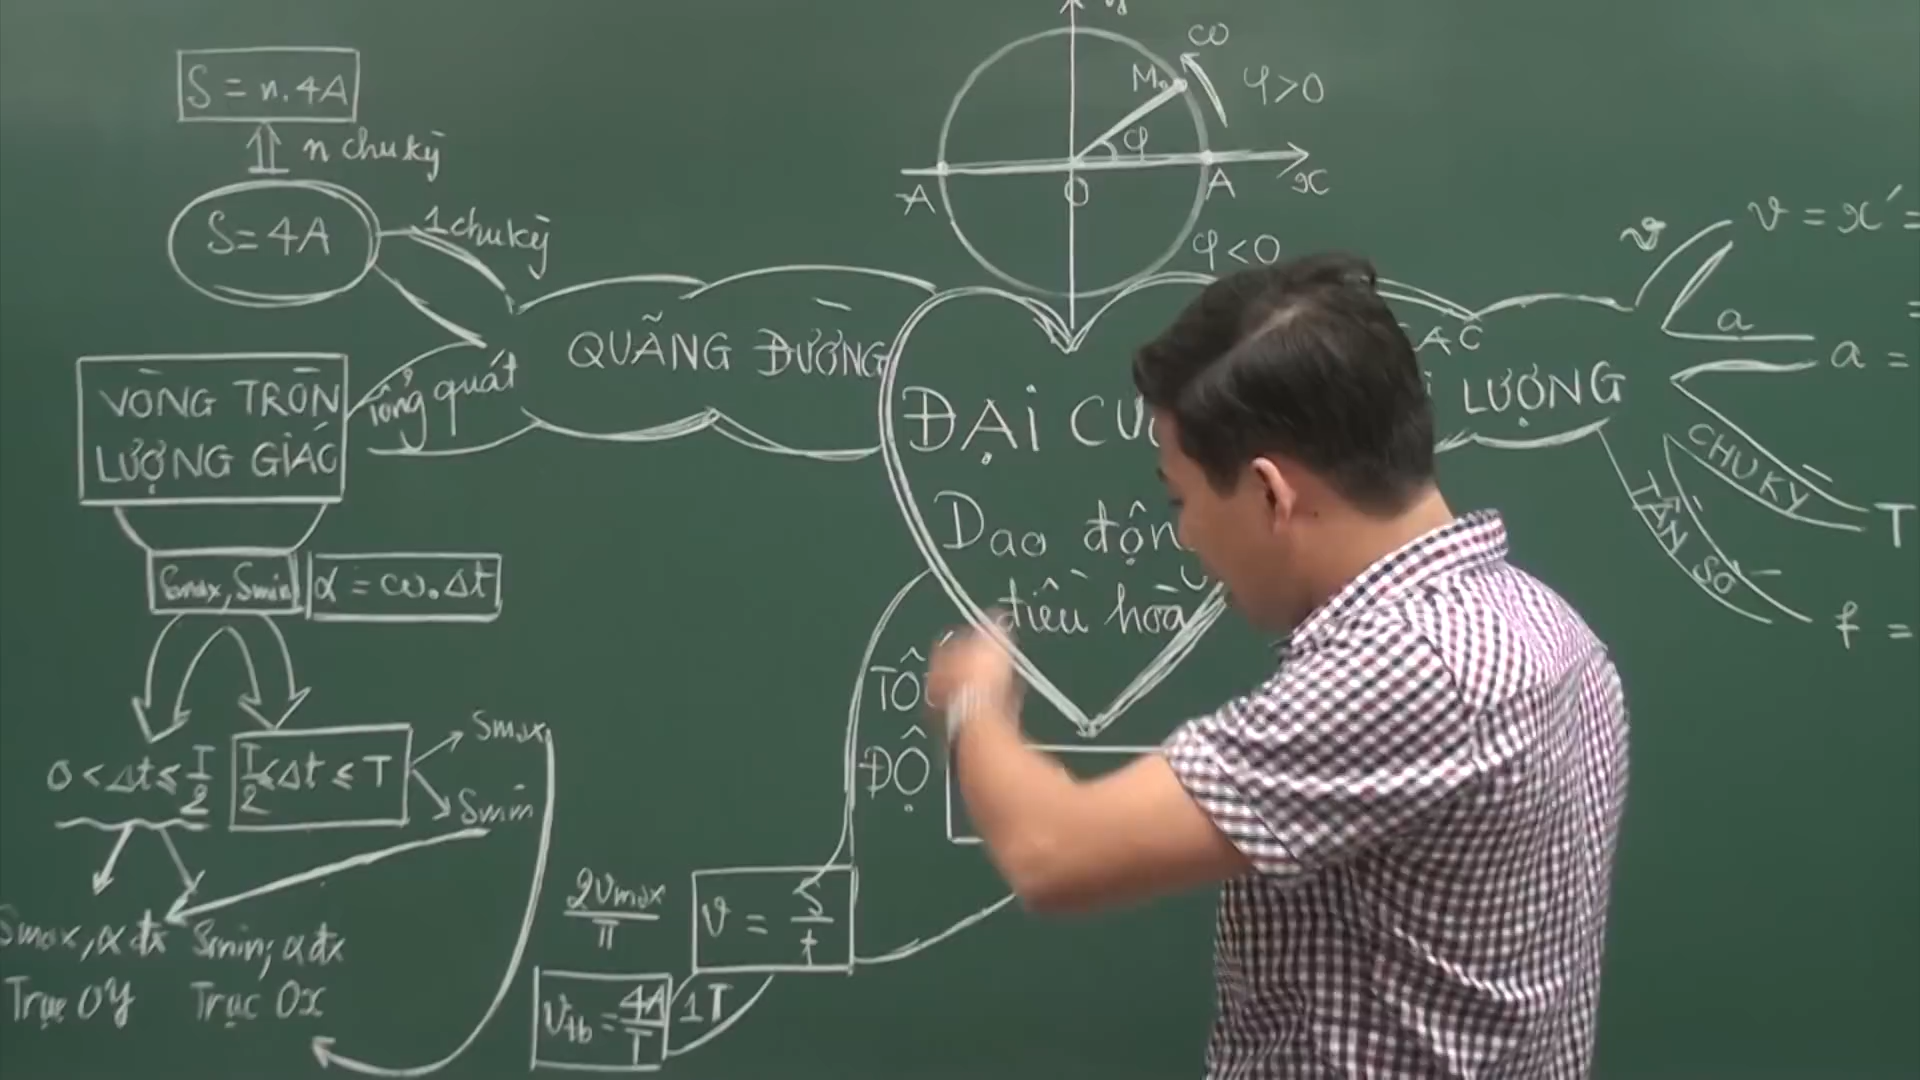 S = n.4A
n chu kỳ
S = 4A
1 chu kỳ
ω
M₀
φ > 0
φ
-A
O
A
x
φ < 0
QUÃNG ĐƯỜNG
Tổng quát
VÒNG TRÒN
LƯỢNG GIÁC
Smax, Smin
α = ω.Δt
0 < Δt ≤ T/2
T/2 ≤ Δt ≤ T
Smax
Smin
Smax, α đx
Trục Oy
Smin; α đx
Trục Ox
ĐẠI
Dao động
điều hoà
TỐC
ĐỘ
v = S/t
2vmax/π
vtb = 4A/T
1T
LƯỢNG
v
v = x' =
a
a =
CHU KỲ
T
TẦN SỐ
f =